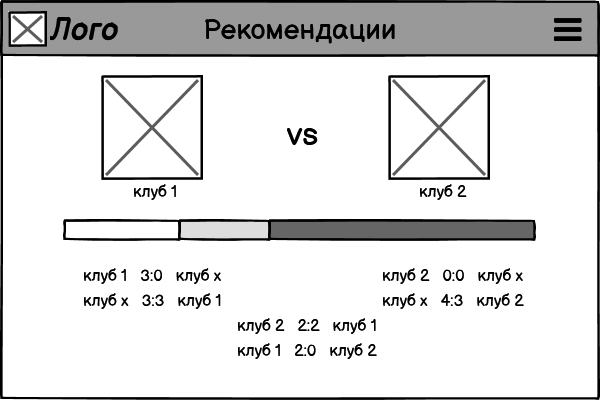 Лого Рекомендации
vs
клуб 1 клуб 2
клуб 1 3:0 клуб x клуб 2 0:0 клуб x
клуб x 3:3 клуб 1 клуб x 4:3 клуб 2
клуб 2 2:2 клуб 1
клуб 1 2:0 клуб 2